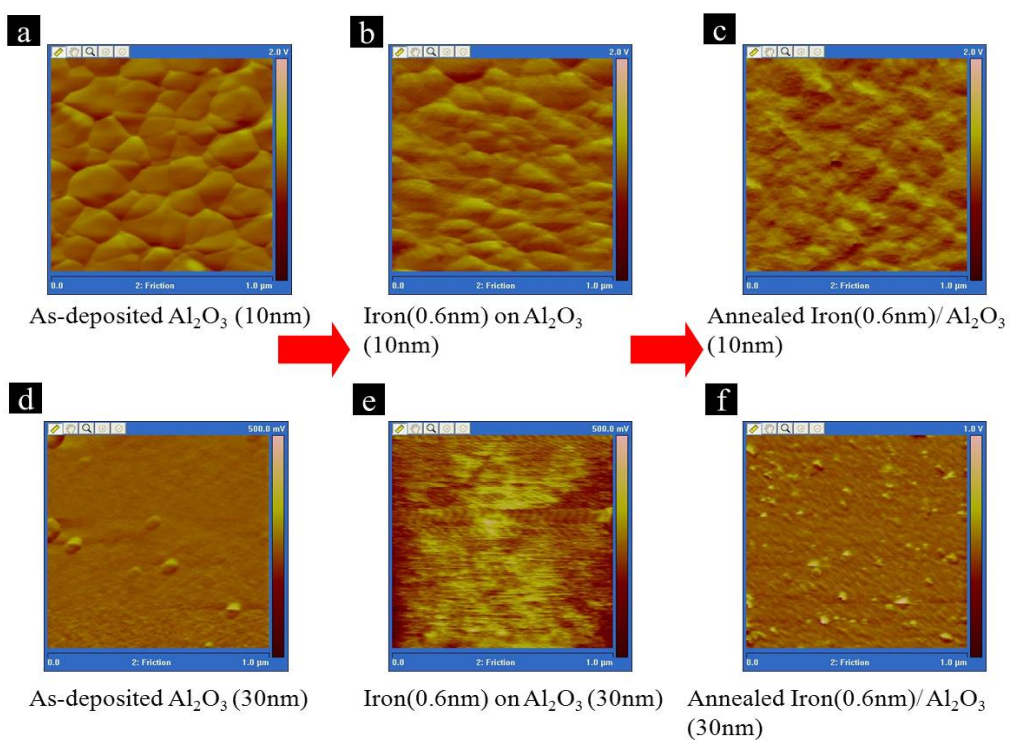 a
b
c
2.0 V
2.0 V
2.0 V
0.0 2: Friction 1.0 µm
0.0 2: Friction 1.0 µm
0.0 2: Friction 1.0 µm
As-deposited Al₂O₃ (10nm)
Iron(0.6nm) on Al₂O₃
(10nm)
Annealed Iron(0.6nm)/Al₂O₃
(10nm)
d
e
f
500.0 mV
500.0 mV
1.0 V
0.0 2: Friction 1.0 µm
0.0 2: Friction 1.0 µm
0.0 2: Friction 1.0 µm
As-deposited Al₂O₃ (30nm)
Iron(0.6nm) on Al₂O₃ (30nm)
Annealed Iron(0.6nm)/Al₂O₃
(30nm)